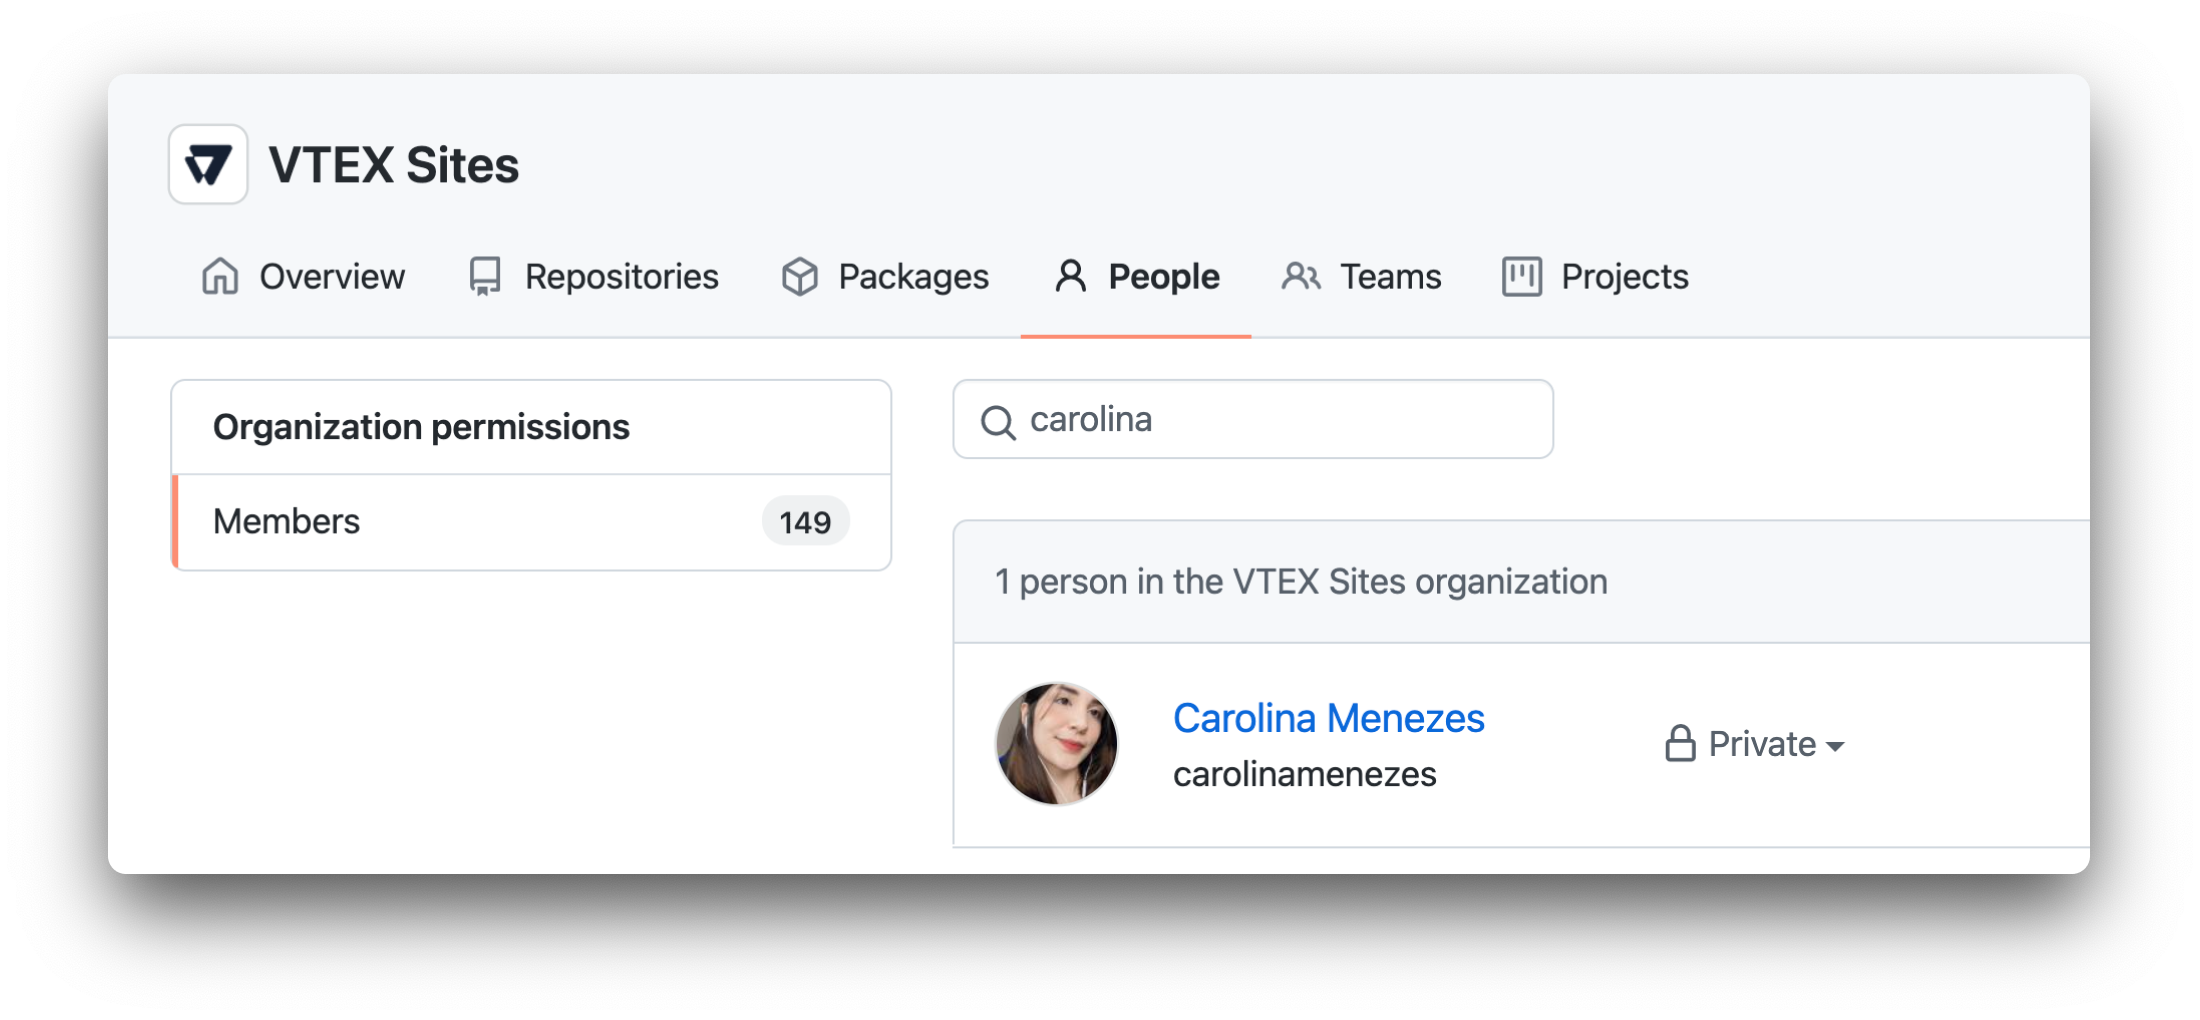 VTEX Sites
Overview Repositories Packages People Teams Projects
Organization permissions
Members 149
carolina
1 person in the VTEX Sites organization
Carolina Menezes
carolinamenezes
Private